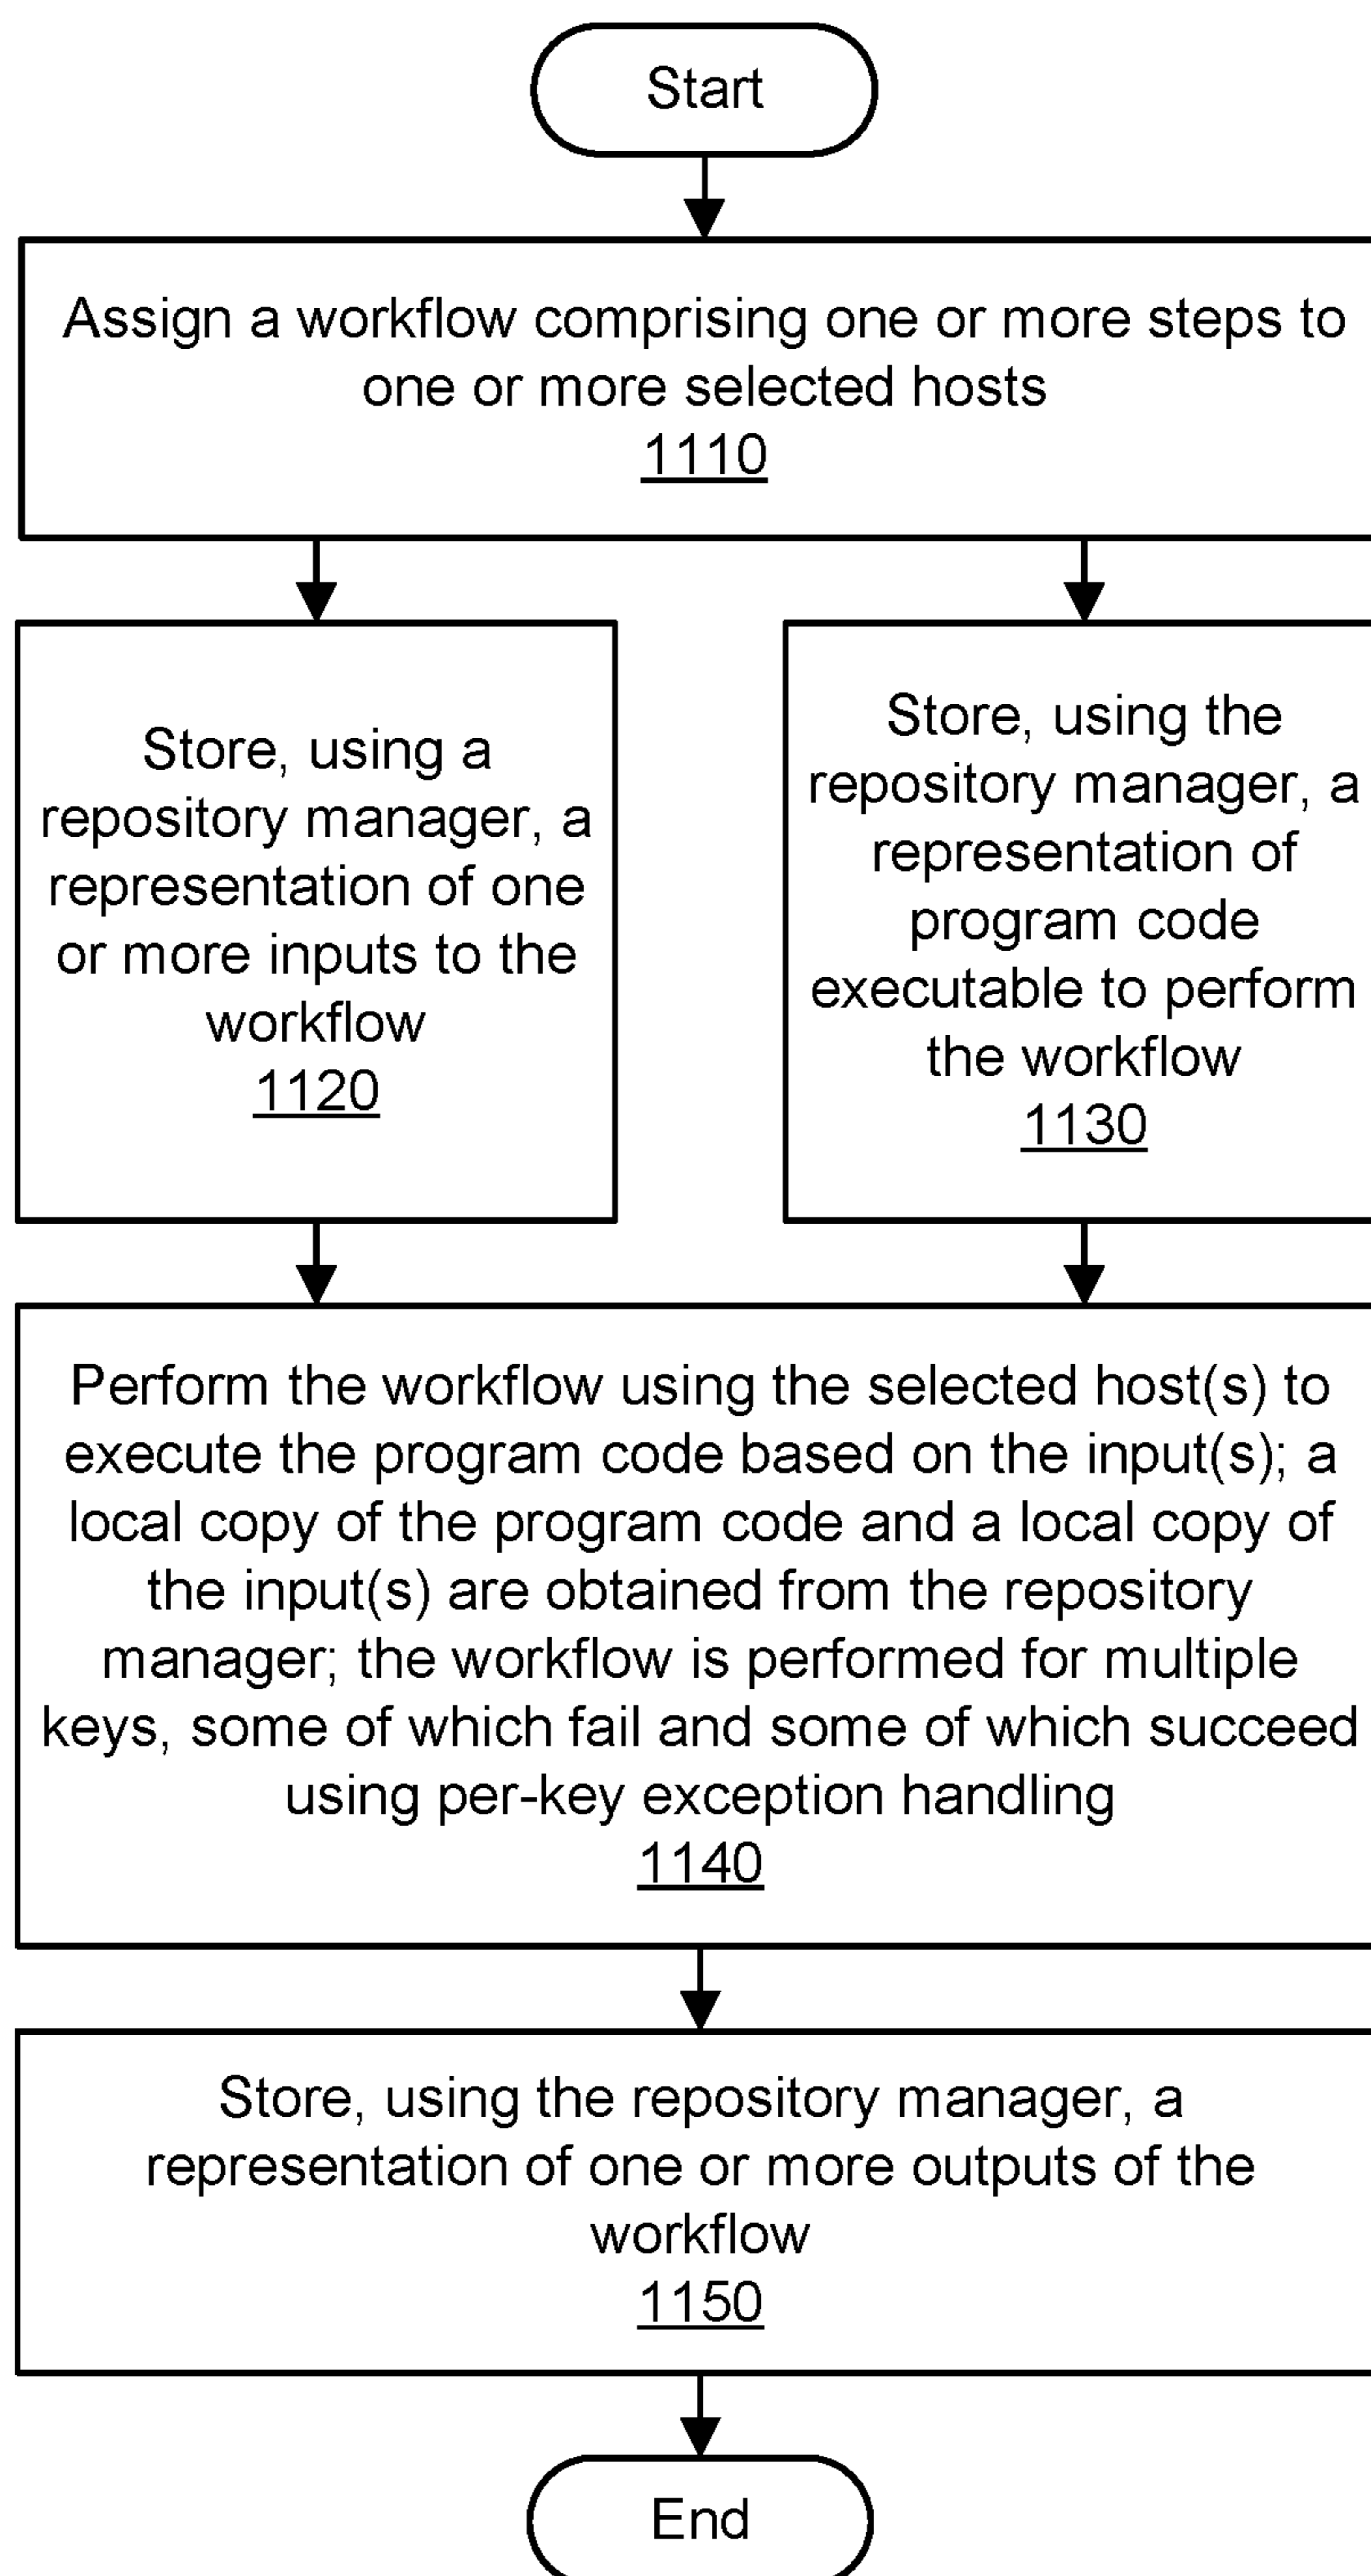 Start
Assign a workflow comprising one or more steps to
one or more selected hosts
1110
Store, using a
repository manager, a
representation of one
or more inputs to the
workflow
1120
Store, using the
repository manager, a
representation of
program code
executable to perform
the workflow
1130
Perform the workflow using the selected host(s) to
execute the program code based on the input(s); a
local copy of the program code and a local copy of
the input(s) are obtained from the repository
manager; the workflow is performed for multiple
keys, some of which fail and some of which succeed
using per-key exception handling
1140
Store, using the repository manager, a
representation of one or more outputs of the
workflow
1150
End